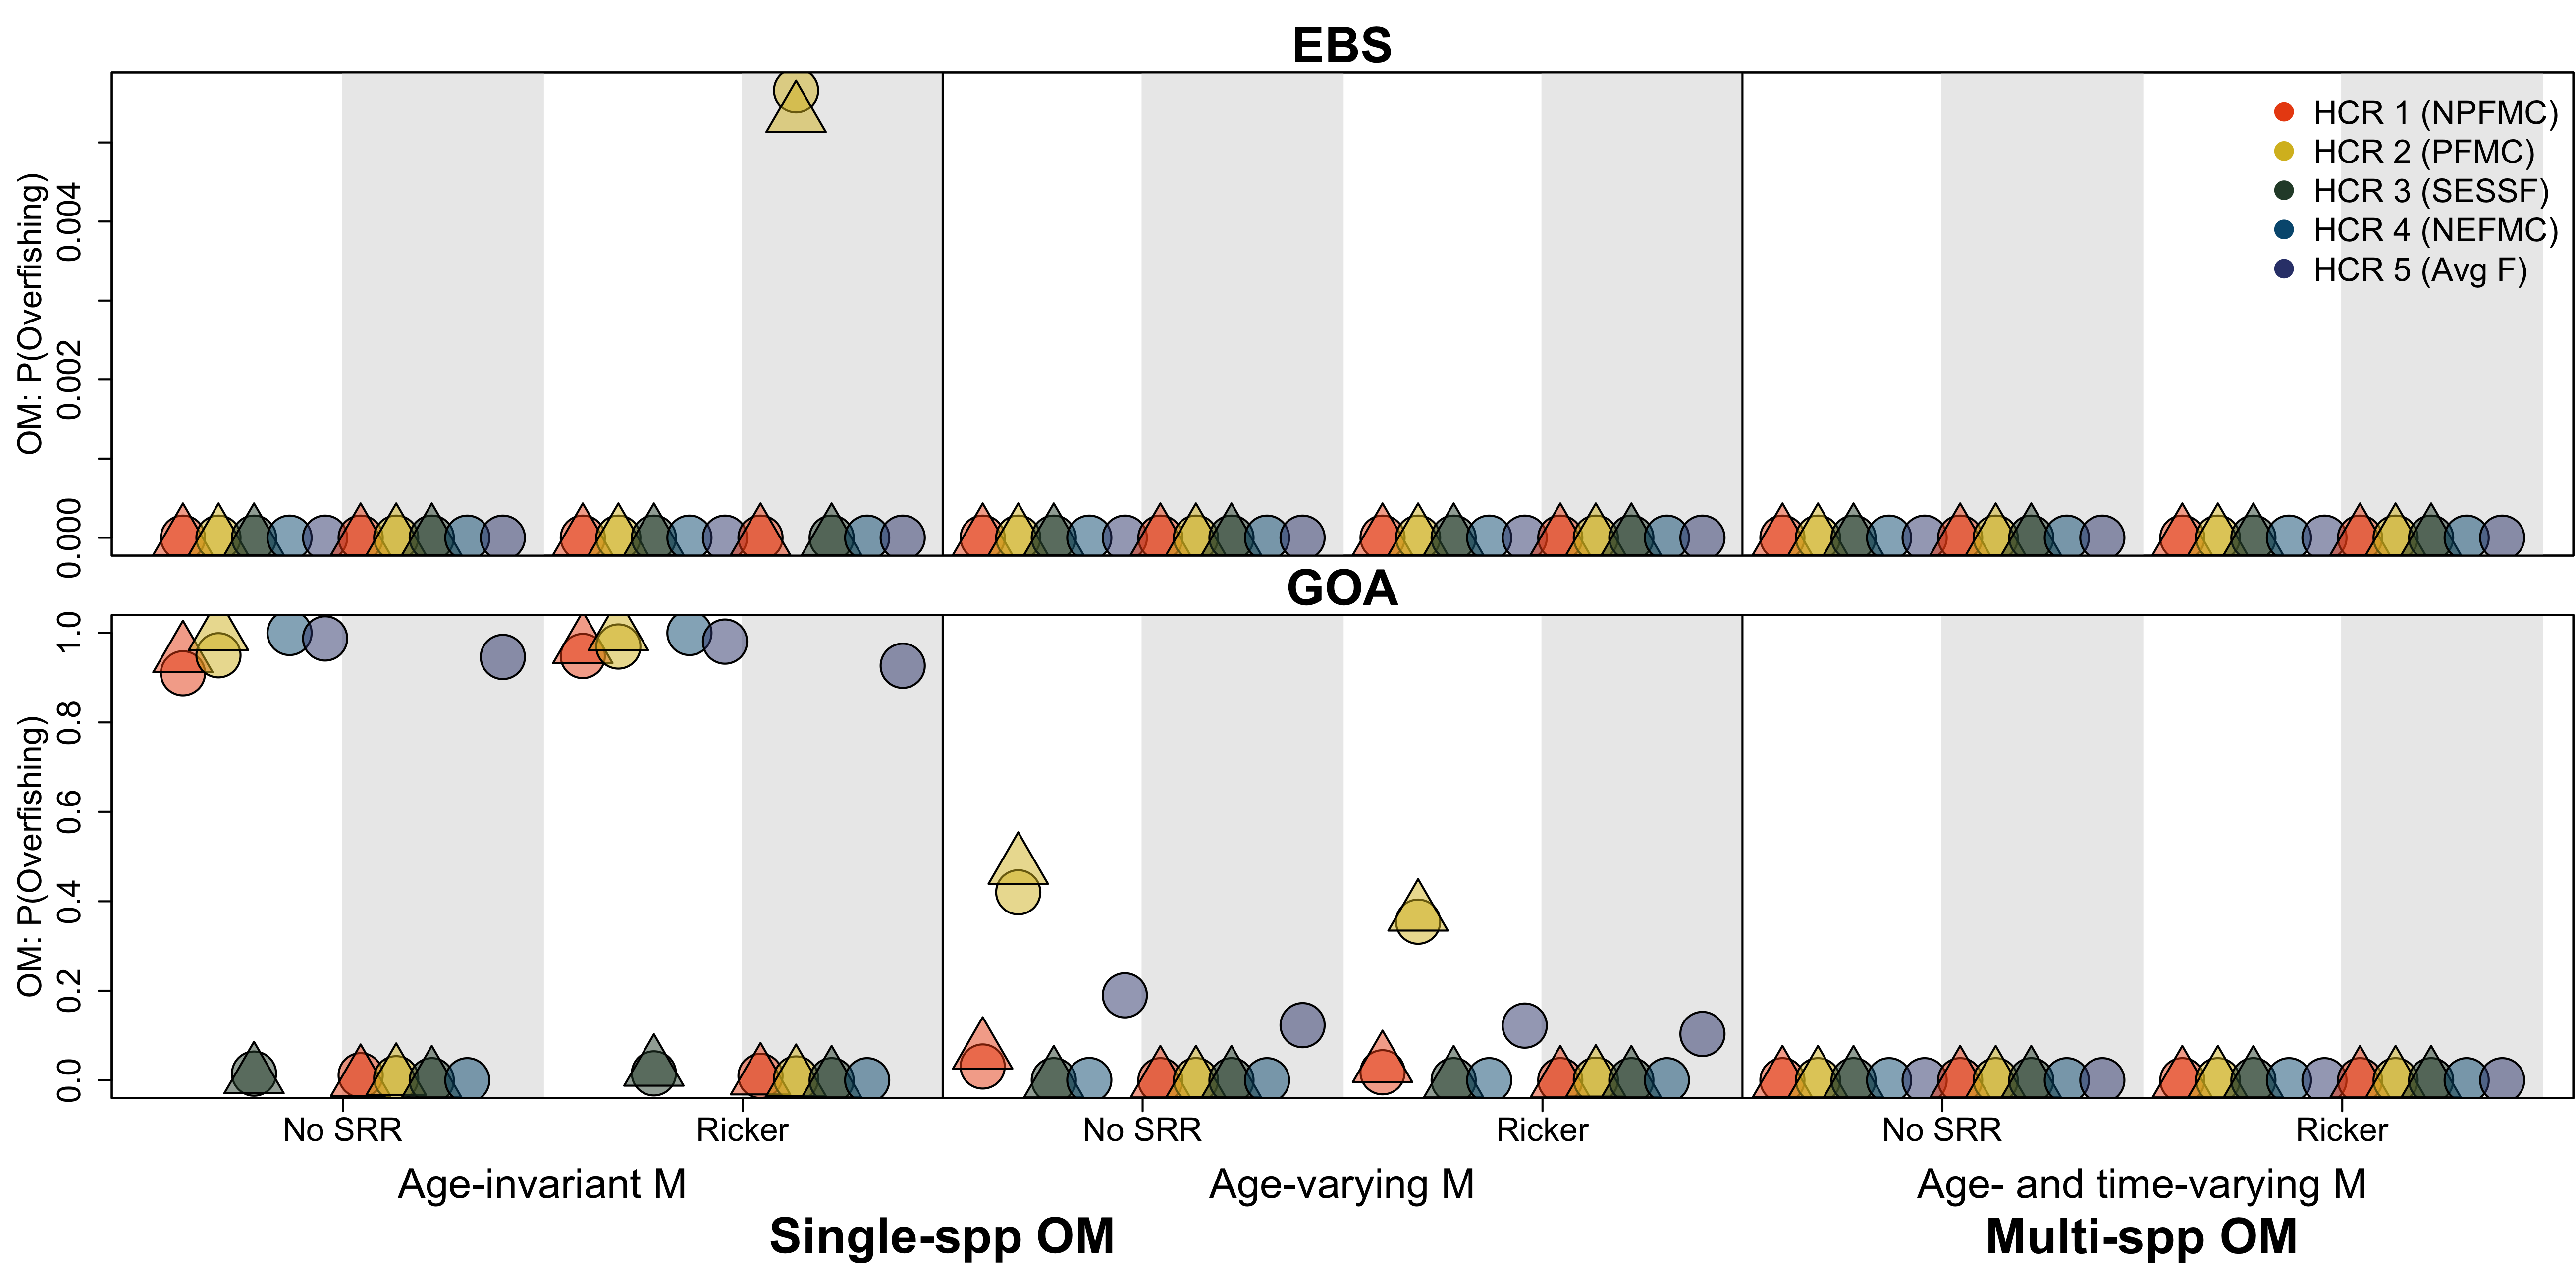 EBS
OM: P(Overfishing)
0.004
0.002
0.000
HCR 1 (NPFMC)
HCR 2 (PFMC)
HCR 3 (SESSF)
HCR 4 (NEFMC)
HCR 5 (Avg F)
GOA
OM: P(Overfishing)
1.0
0.8
0.6
0.4
0.2
0.0
No SRR Ricker No SRR Ricker No SRR Ricker
Age-invariant M Age-varying M Age- and time-varying M
Single-spp OM Multi-spp OM